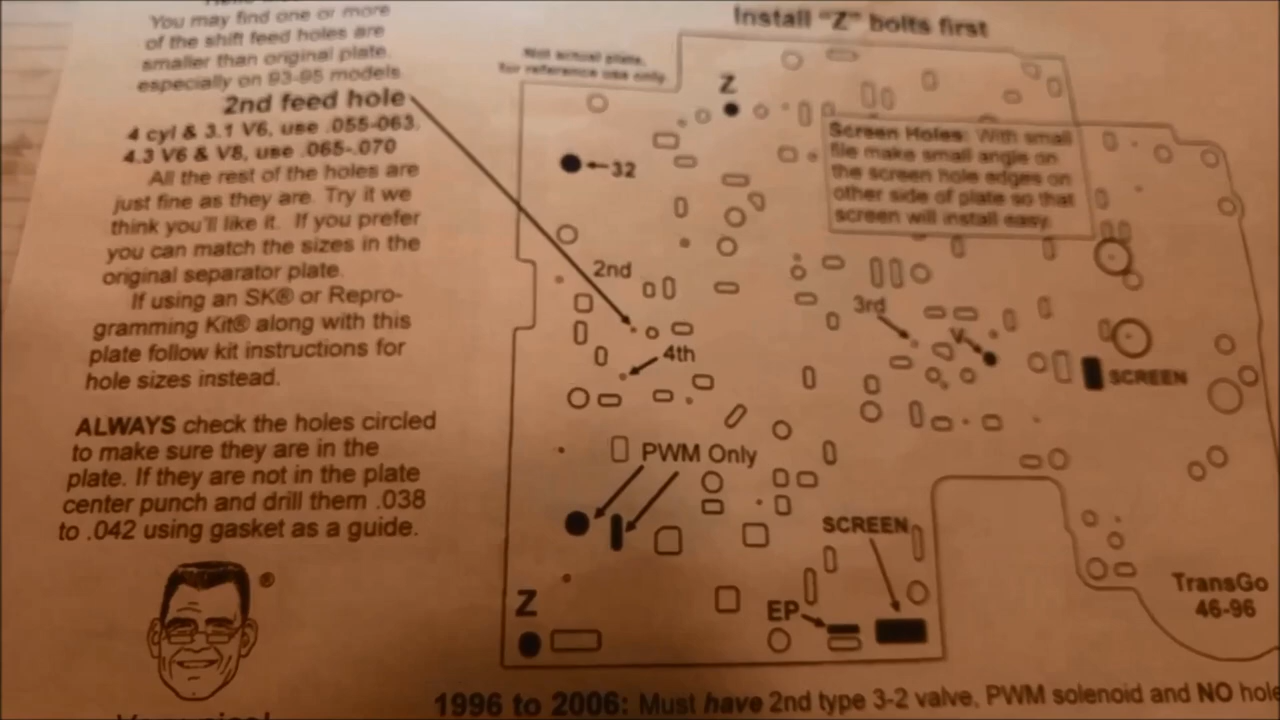 You may find one or more
of the shift feed holes are
smaller than original plate.
especially on 93-95 models
2nd feed hole
4 cyl & 3.1 V6, use .055-063.
4.3 V6 & V8, use .065-.070
All the rest of the holes are
just fine as they are. Try it we
think you'll like it. If you prefer
you can match the sizes in the
original separator plate.
If using an SK® or Repro-
gramming Kit® along with this
plate follow kit instructions for
hole sizes instead.
ALWAYS check the holes circled
to make sure they are in the
plate. If they are not in the plate
center punch and drill them .038
to .042 using gasket as a guide.
®
Install "Z" bolts first
Not actual plate,
for reference use only.
Z
Screen Holes: With small
file make small angle on
the screen hole edges on
other side of plate so that
screen will install easy.
32
2nd
3rd
V
4th
SCREEN
PWM Only
SCREEN
Z
EP
TransGo
46-96
1996 to 2006: Must have 2nd type 3-2 valve, PWM solenoid and NO hole